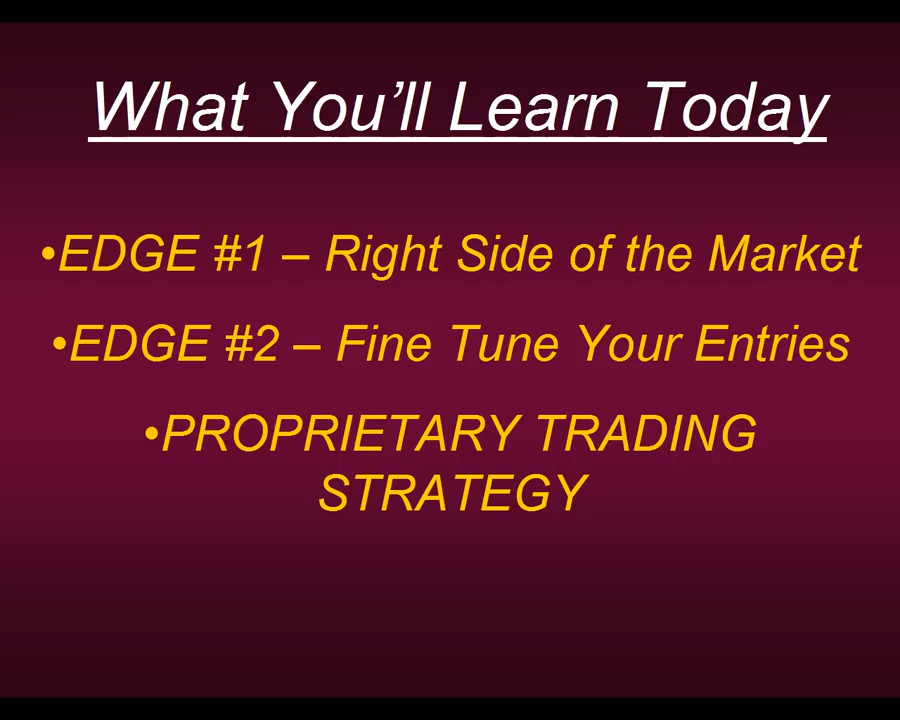 What You’ll Learn Today
•EDGE #1 – Right Side of the Market
•EDGE #2 – Fine Tune Your Entries
•PROPRIETARY TRADING
STRATEGY